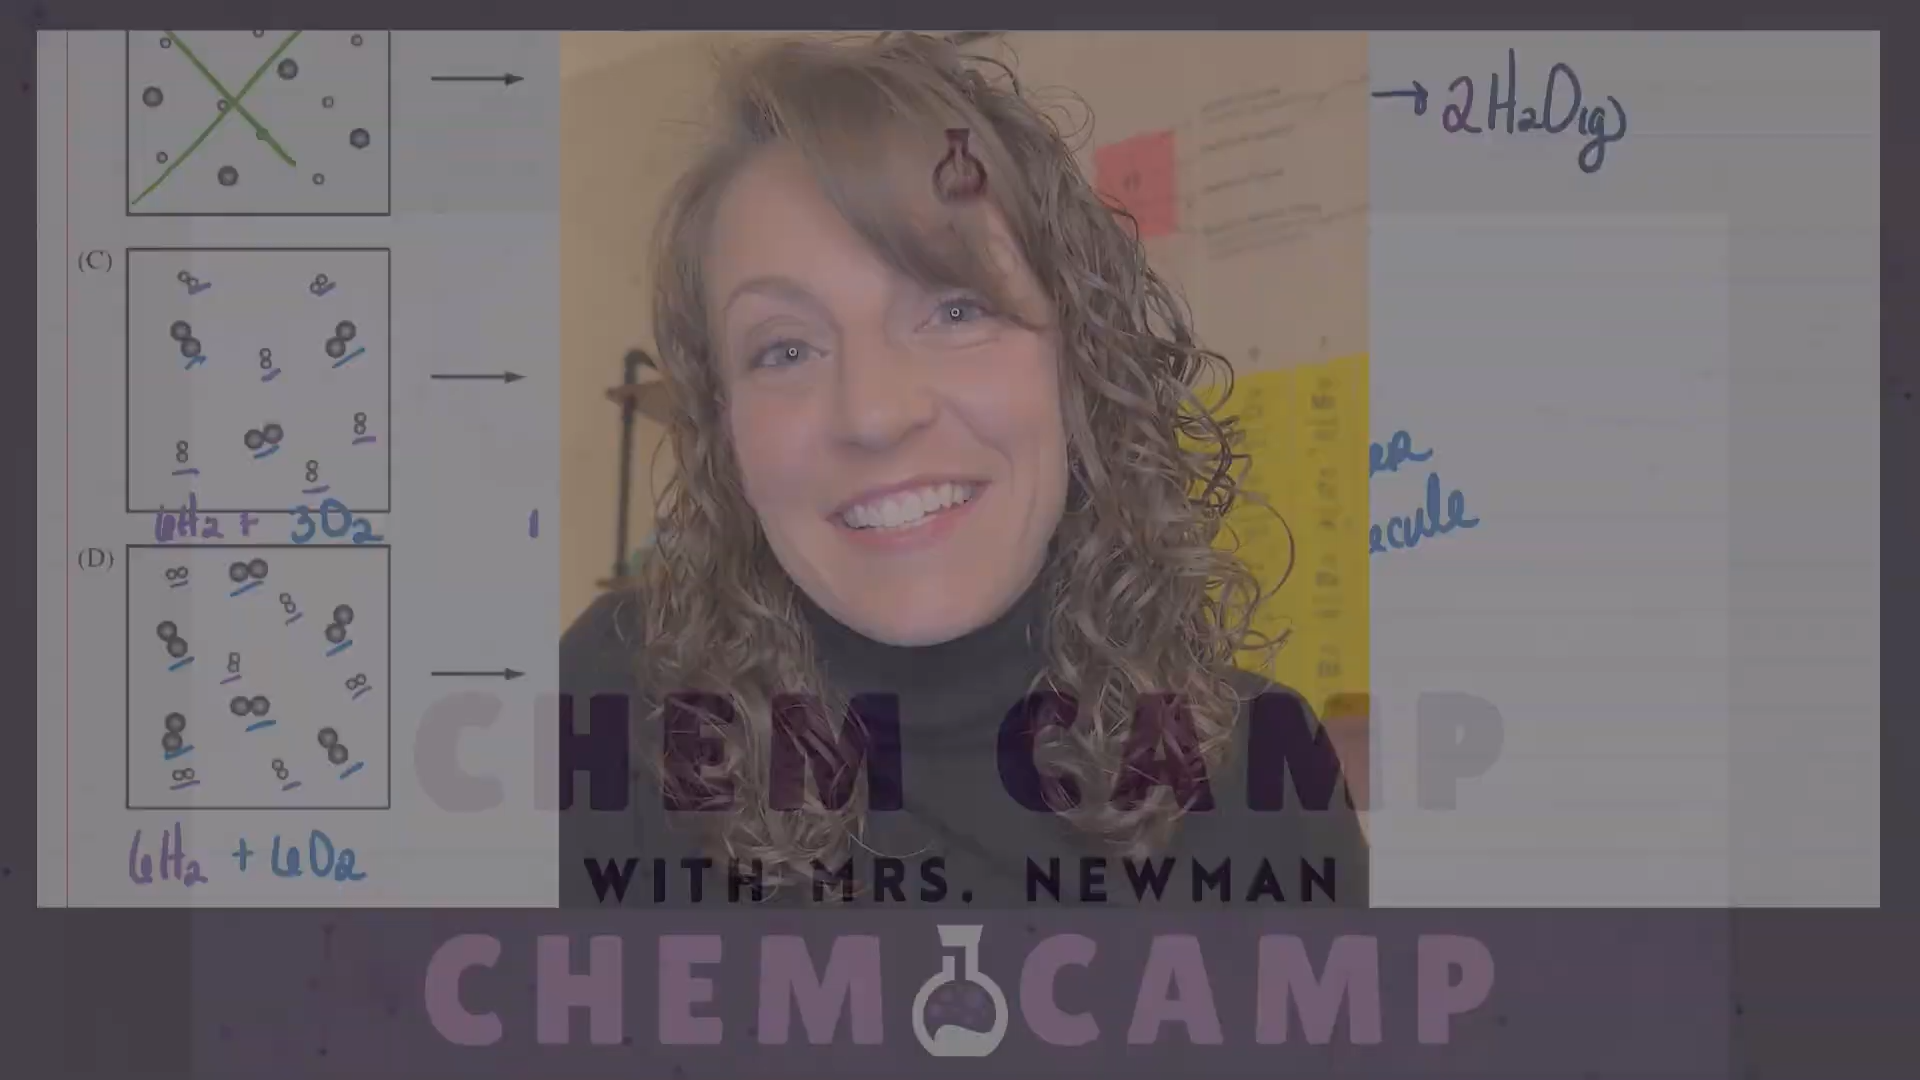 → 2H₂O(g)
(C)
6H₂ + 3O₂
(D)
ecule
6H₂ + 6O₂
CHEM CAMP
WITH MRS. NEWMAN
CHEM CAMP